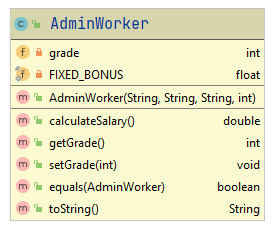 C AdminWorker
f grade int
f FIXED_BONUS float
m AdminWorker(String, String, String, int)
m calculateSalary() double
m getGrade() int
m setGrade(int) void
m equals(AdminWorker) boolean
m toString() String